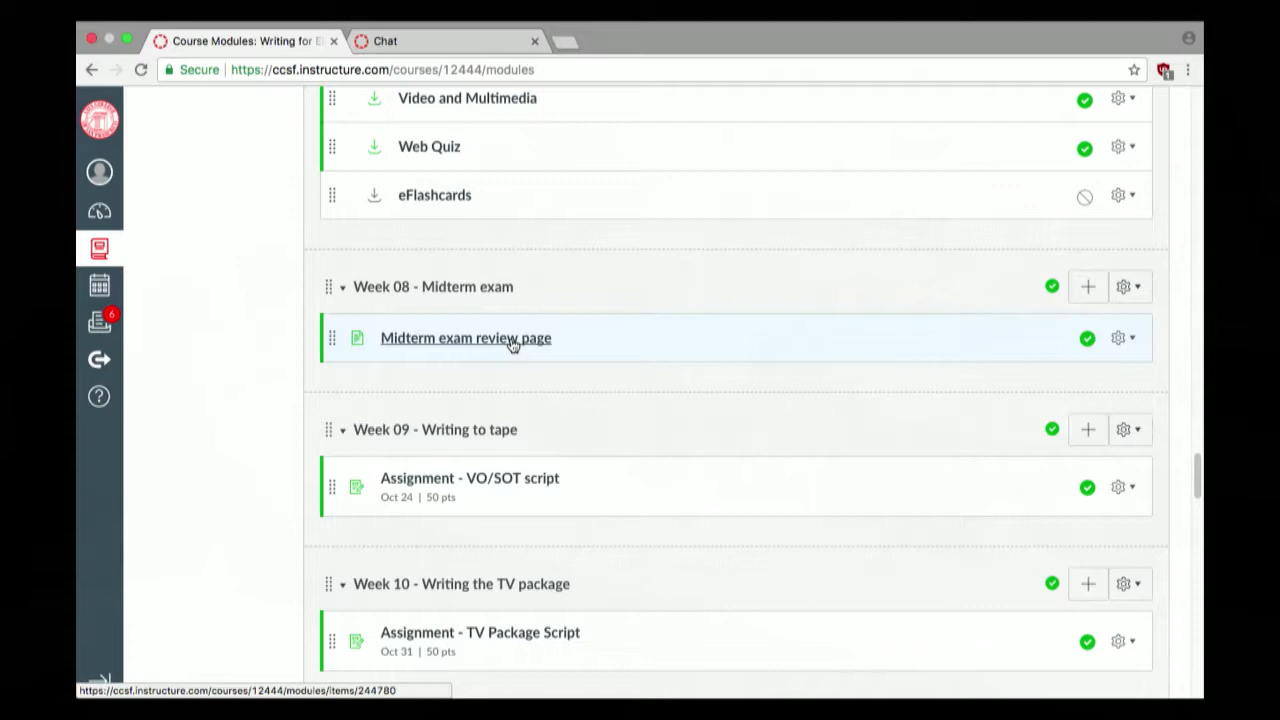 Course Modules: Writing for El
Chat
Secure | https://ccsf.instructure.com/courses/12444/modules
Video and Multimedia
Web Quiz
eFlashcards
Week 08 - Midterm exam
Midterm exam review page
6
Week 09 - Writing to tape
Assignment - VO/SOT script
Oct 24 | 50 pts
Week 10 - Writing the TV package
Assignment - TV Package Script
Oct 31 | 50 pts
https://ccsf.instructure.com/courses/12444/modules/items/244780